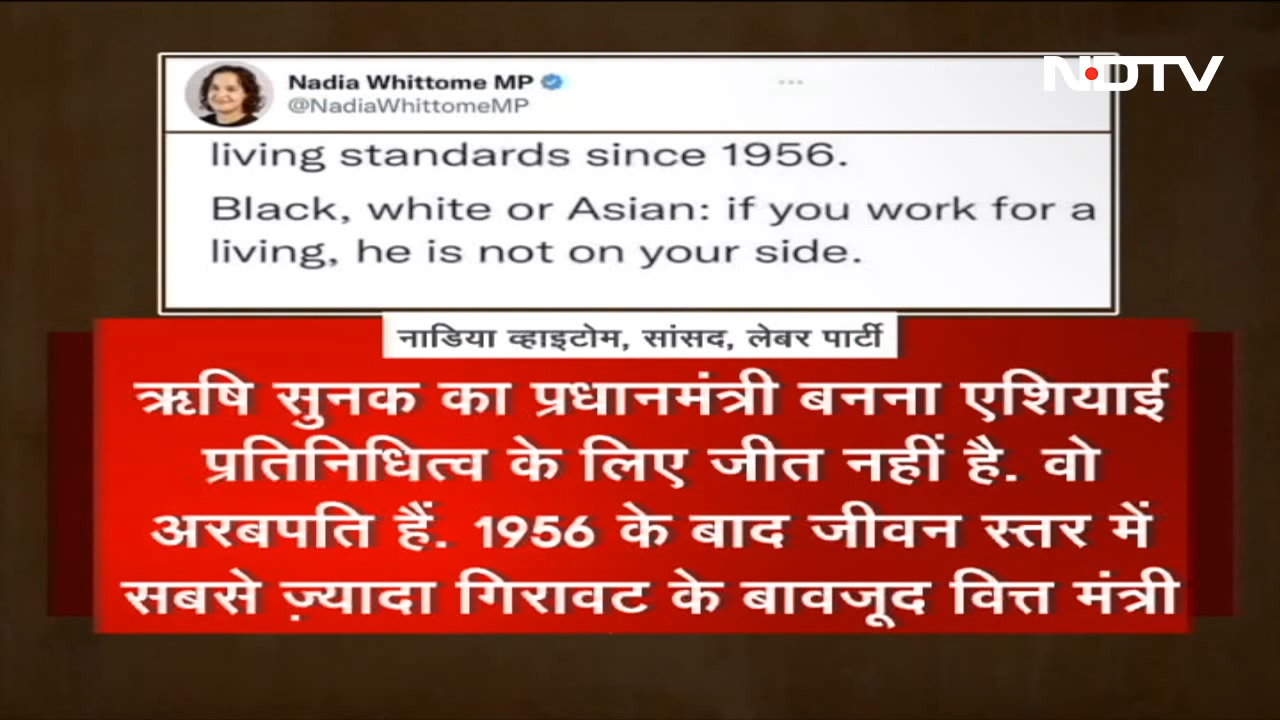 NDTV
Nadia Whittome MP
@NadiaWhittomeMP
living standards since 1956.
Black, white or Asian: if you work for a
living, he is not on your side.
नाडिया व्हाइटोम, सांसद, लेबर पार्टी
ऋषि सुनक का प्रधानमंत्री बनना एशियाई
प्रतिनिधित्व के लिए जीत नहीं है. वो
अरबपति हैं. 1956 के बाद जीवन स्तर में
सबसे ज़्यादा गिरावट के बावजूद वित्त मंत्री